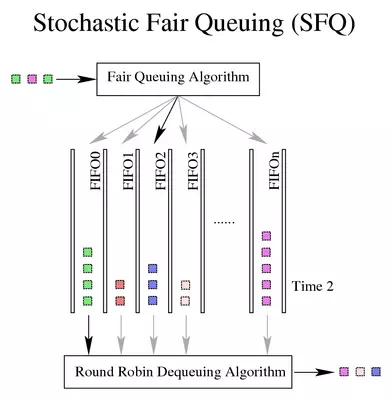 Stochastic Fair Queuing (SFQ)
Fair Queuing Algorithm
FIFO0
FIFO1
FIFO2
FIFO3
......
FIFOn
Time 2
Round Robin Dequeuing Algorithm